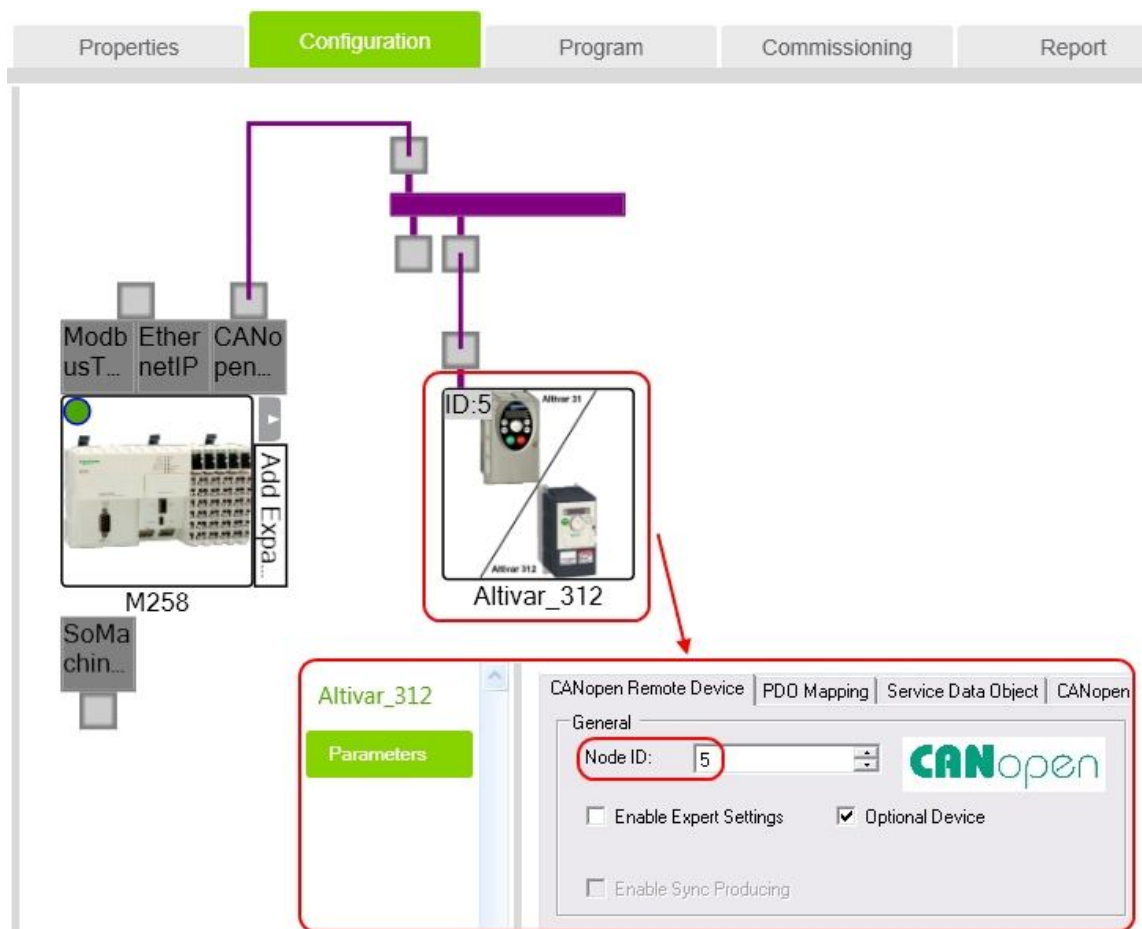 Properties
Configuration
Program
Commissioning
Report
Modb
usT...
Ether
netIP
CANo
pen...
ID:5
Altivar 31
Altivar 312
Add Expa...
M258
Altivar_312
SoMa
chin...
Altivar_312
Parameters
CANopen Remote Device
PDO Mapping
Service Data Object
CANopen
General
Node ID:
5
CANopen
Enable Expert Settings
Optional Device
Enable Sync Producing